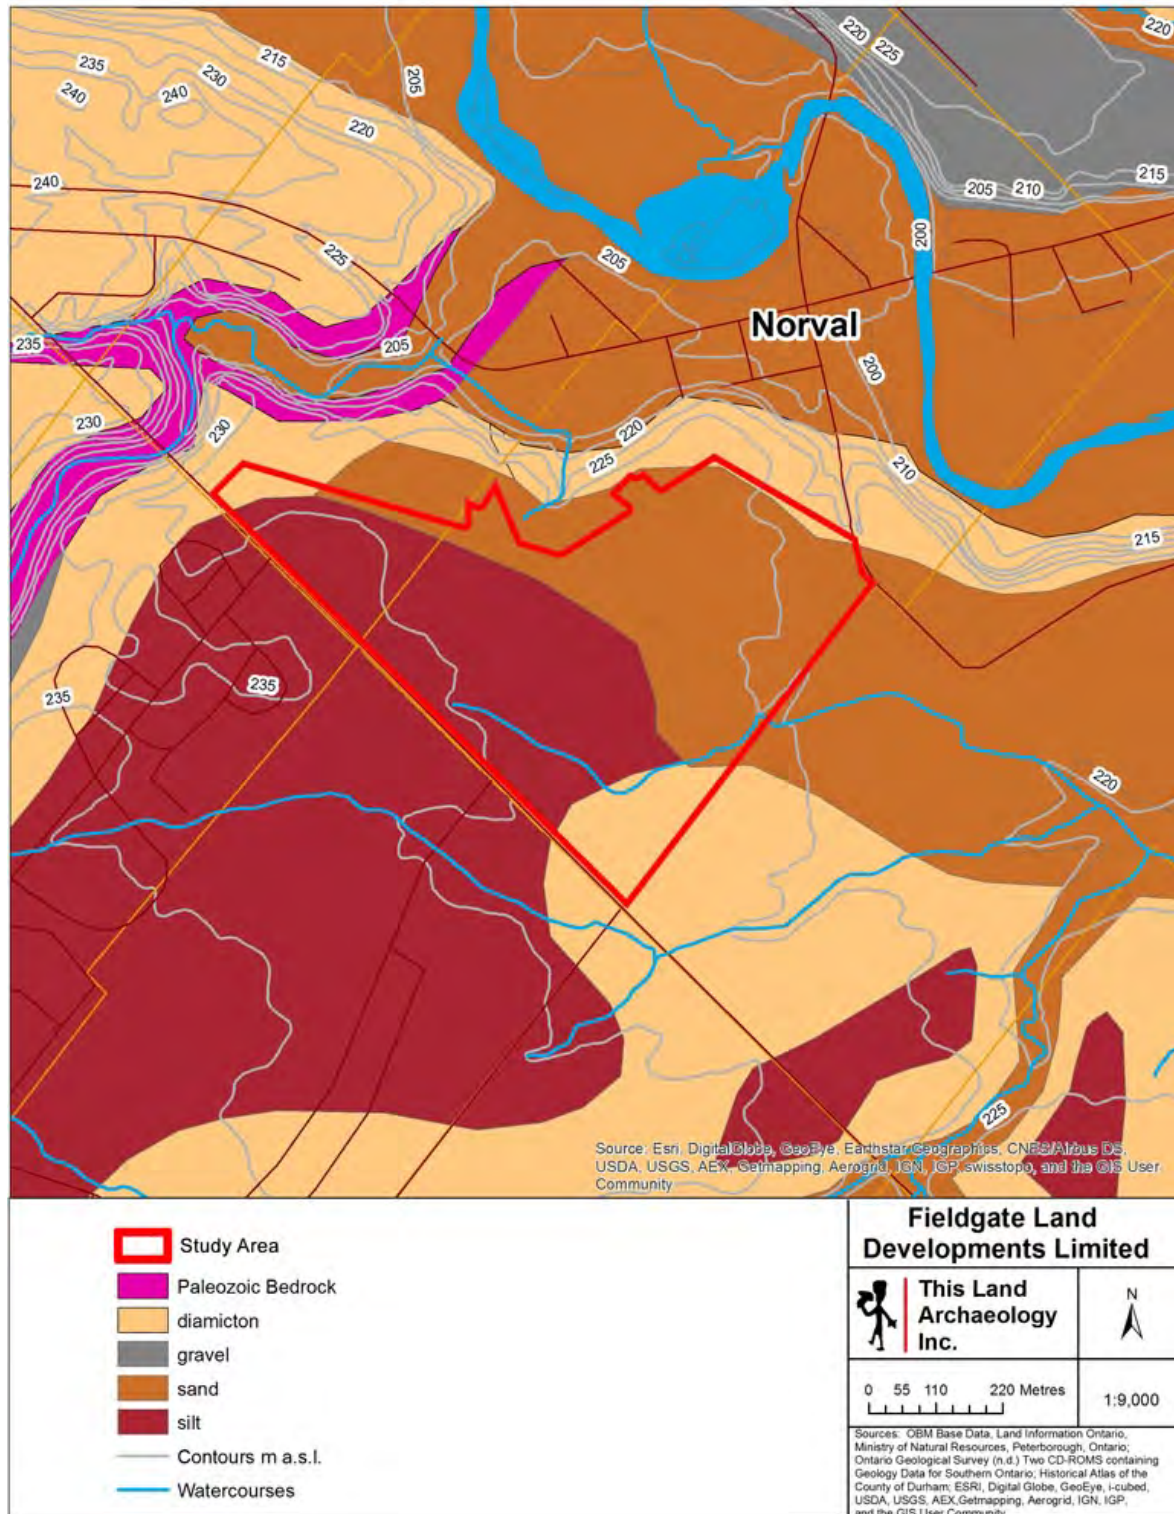 220
220
225
215
235
230
240
240
205
220
215
205
210
240
200
225
205
Norval
205
235
200
230
230
220
225
210
215
235
235
220
225
Source: Esri, DigitalGlobe, GeoEye, Earthstar Geographics, CNES/Airbus DS,
USDA, USGS, AEX, Getmapping, Aerogrid, IGN, IGP, swisstopo, and the GIS User
Community
Study Area
Paleozoic Bedrock
diamicton
gravel
sand
silt
Contours m a.s.l.
Watercourses
Fieldgate Land
Developments Limited
This Land
Archaeology
Inc.
N
0 55 110 220 Metres
1:9,000
Sources: OBM Base Data, Land Information Ontario,
Ministry of Natural Resources, Peterborough, Ontario;
Ontario Geological Survey (n.d.) Two CD-ROMS containing
Geology Data for Southern Ontario; Historical Atlas of the
County of Durham; ESRI, Digital Globe, GeoEye, i-cubed,
USDA, USGS, AEX,Getmapping, Aerogrid, IGN, IGP,
and the GIS User Community